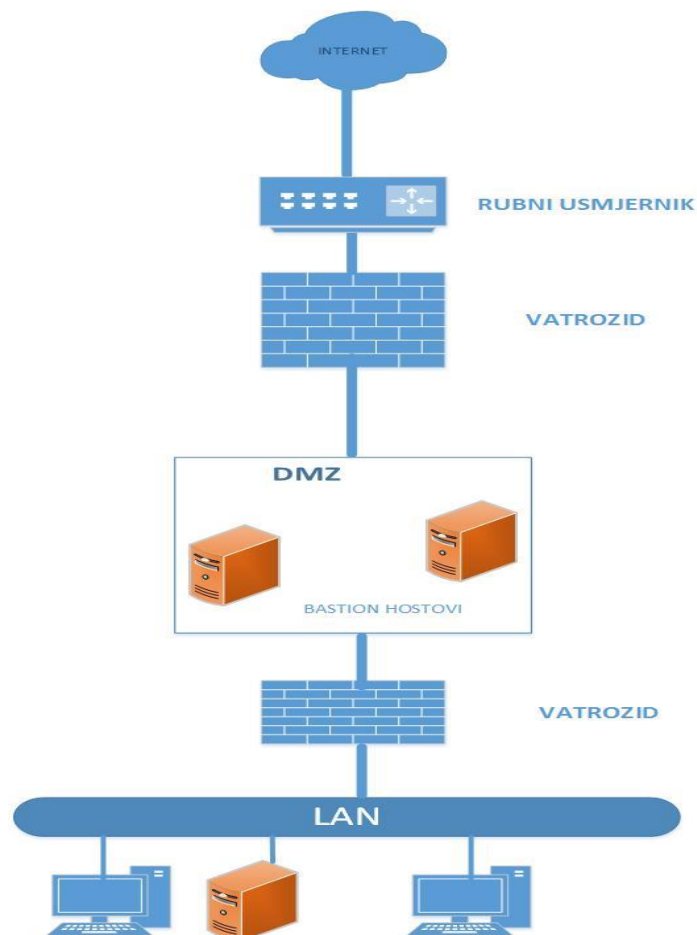 INTERNET
RUBNI USMJERNIK
VATROZID
DMZ
BASTION HOSTOVI
VATROZID
LAN